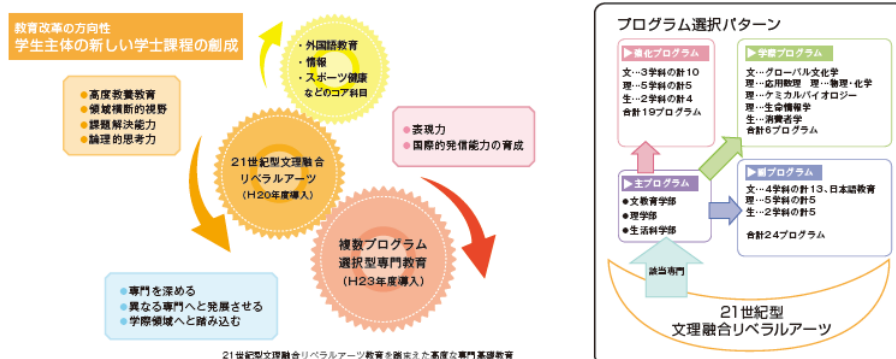 教育改革の方向性
学生主体の新しい学士課程の創成
・外国語教育
・情報
・スポーツ健康
などのコア科目
●高度教養教育
●領域横断的視野
●課題解決能力
●論理的思考力
●表現力
●国際的発信能力の育成
21世紀型文理融合
リベラルアーツ
(H20年度導入)
複数プログラム
選択型専門教育
(H23年度導入)
●専門を深める
●異なる専門へと発展させる
●学際領域へと踏み込む
21世紀型文理融合リベラルアーツ教育を踏まえた高度な専門基礎教育
プログラム選択パターン
▶強化プログラム
文…3学科の計10
理…5学科の計5
生…2学科の計4
合計19プログラム
▶学際プログラム
文…グローバル文化学
理…応用数理 理…物理・化学
理…ケミカルバイオロジー
理…生命情報学
生…消費者学
合計6プログラム
▶主プログラム
●文教育学部
●理学部
●生活科学部
▶副プログラム
文…4学科の計13、日本語教育
理…5学科の計5
生…2学科の計5
合計24プログラム
該当専門
21世紀型
文理融合リベラルアーツ